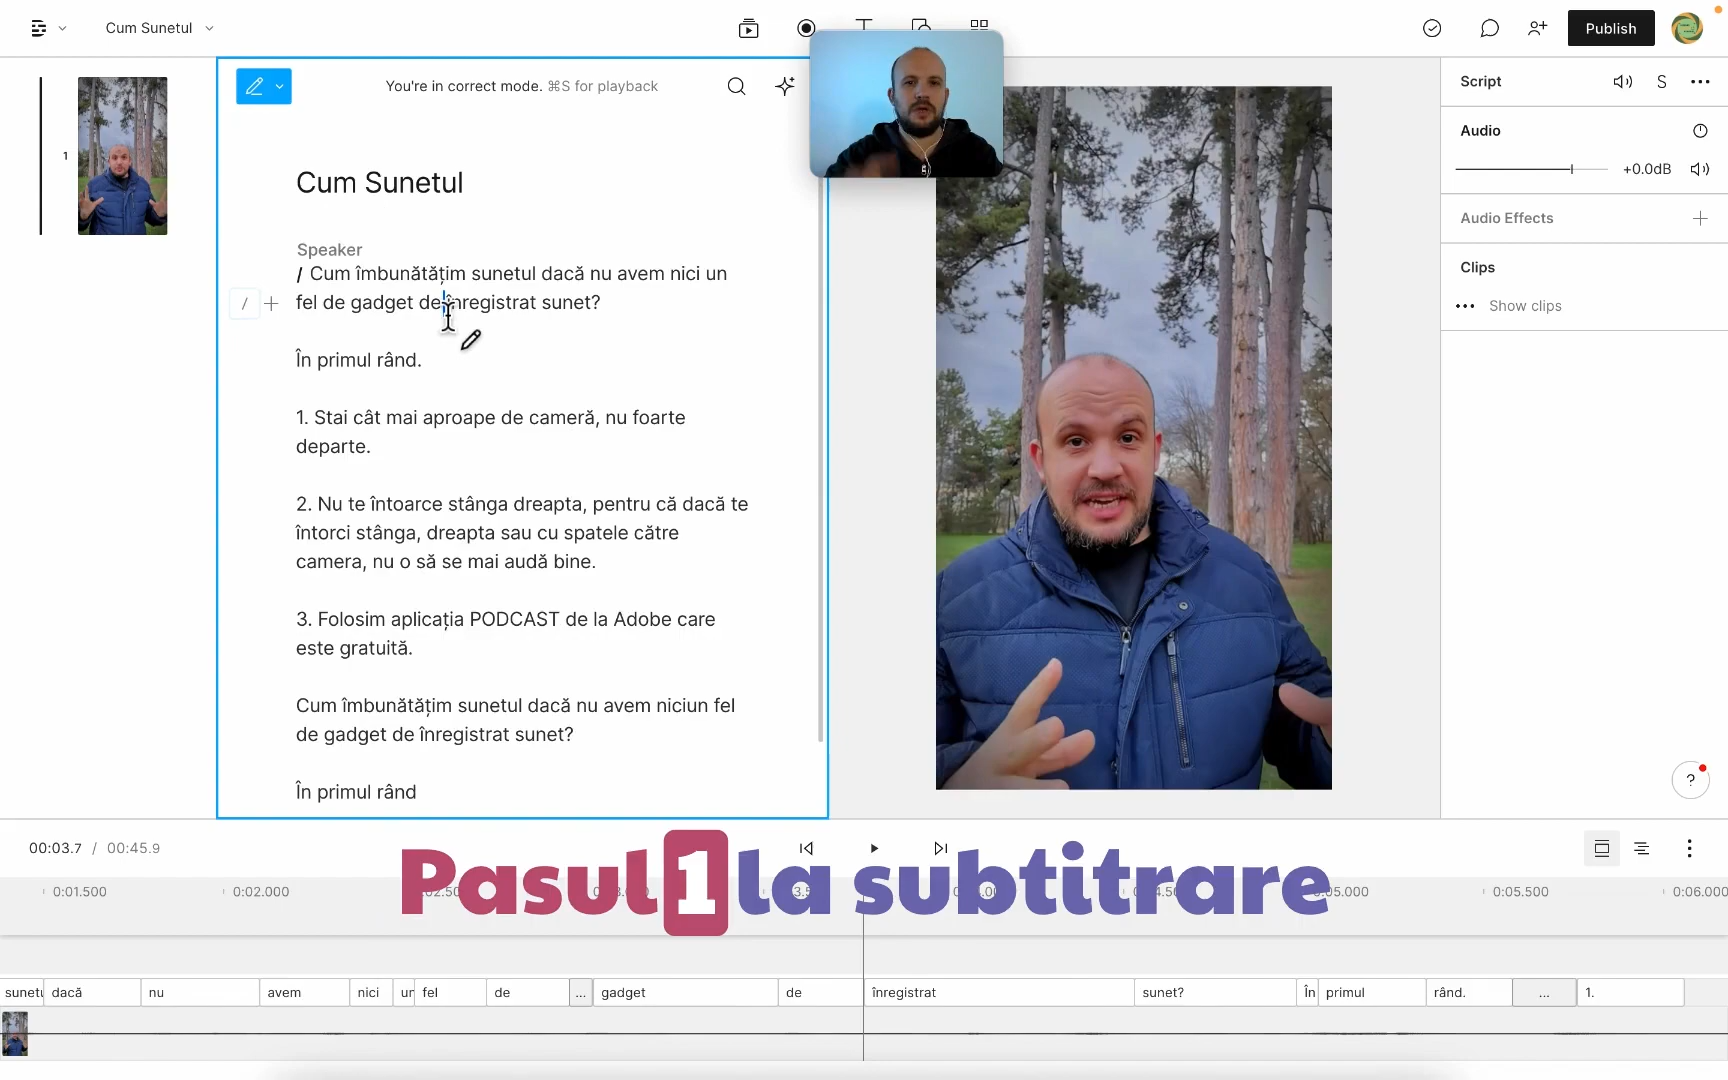 Cum Sunetul
Publish
You're in correct mode. ⌘S for playback
1
Cum Sunetul
Speaker
/ Cum îmbunătățim sunetul dacă nu avem nici un
fel de gadget de înregistrat sunet?
/ +
În primul rând.
1. Stai cât mai aproape de cameră, nu foarte
departe.
2. Nu te întoarce stânga dreapta, pentru că dacă te
întorci stânga, dreapta sau cu spatele către
camera, nu o să se mai audă bine.
3. Folosim aplicația PODCAST de la Adobe care
este gratuită.
Cum îmbunătățim sunetul dacă nu avem niciun fel
de gadget de înregistrat sunet?
În primul rând
Script
S
Audio
+0.0dB
Audio Effects
Clips
Show clips
?
00:03.7 / 00:45.9
Pasul 1 la subtitrare
0:01.500 0:02.000 0:05.500 0:06.000
dacă nu avem nici un fel de ... gadget de înregistrat sunet? În primul rând. ... 1.